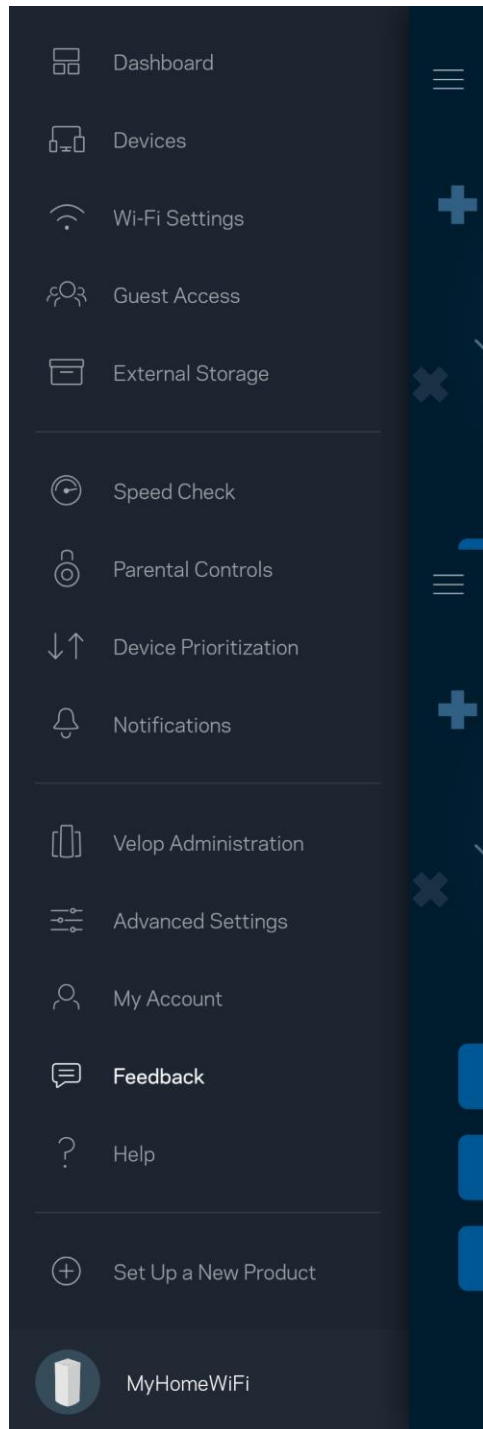 Dashboard
Devices
Wi-Fi Settings
Guest Access
External Storage
Speed Check
Parental Controls
Device Prioritization
Notifications
Velop Administration
Advanced Settings
My Account
Feedback
Help
Set Up a New Product
MyHomeWiFi